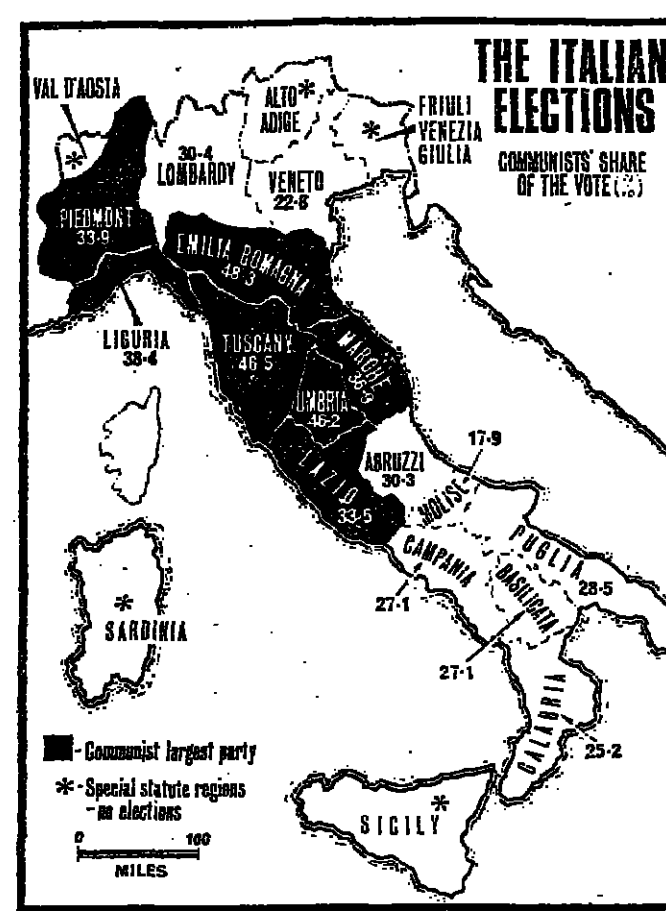 THE ITALIAN
ELECTIONS
COMMUNISTS' SHARE
OF THE VOTE (%)
VAL D'AOSTA
*
ALTO *
ADIGE
*
FRIULI
VENEZIA
GIULIA
30·4
LOMBARDY
VENETO
PIEDMONT
33·9
EMILIA ROMAGNA
48·3
LIGURIA
38·4
TUSCANY
46·5
MARCHE
UMBRIA
46·2
LAZIO
33·5
ABRUZZI
30·3
17·9
MOLISE
CAMPANIA
27·1
PUGLIA
28·5
BASILICATA
27·1
CALABRIA
25·2
*
SARDINIA
*
SICILY
- Communist largest party
* - Special statute regions
- no elections
0 100
MILES